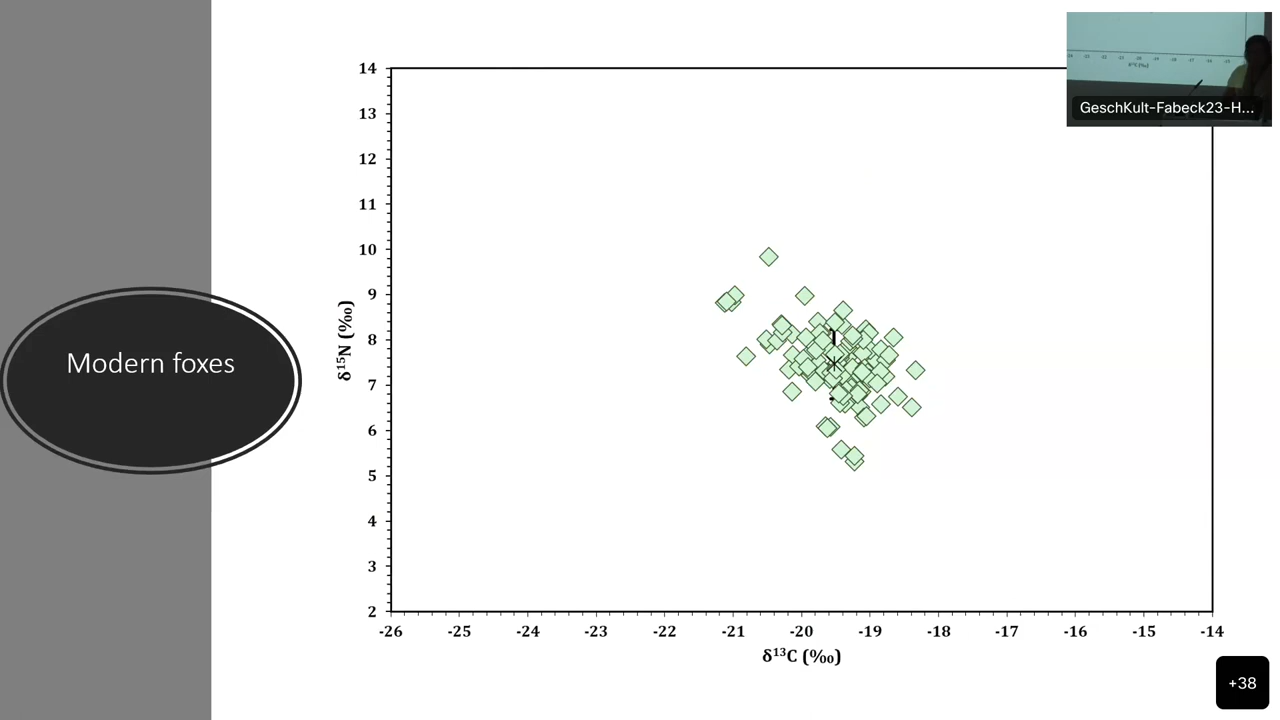 Modern foxes
14
13
12
11
10
9
8
7
6
5
4
3
2
δ¹⁵N (‰)
-26 -25 -24 -23 -22 -21 -20 -19 -18 -17 -16 -15 -14
δ¹³C (‰)
GeschKult-Fabeck23-H...
+38